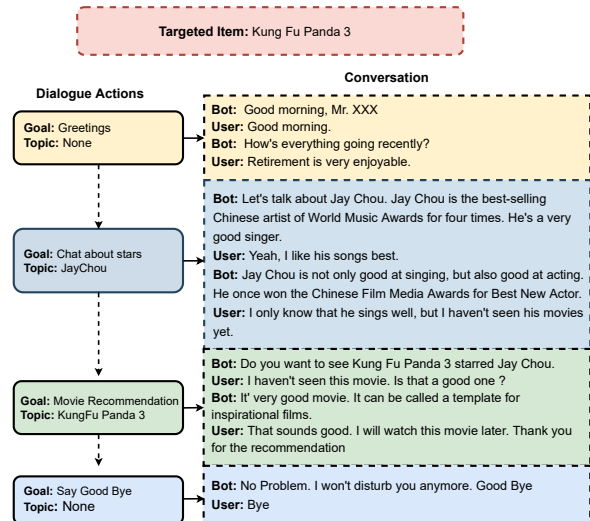 Targeted Item: Kung Fu Panda 3
Dialogue Actions
Conversation
Goal: Greetings
Topic: None
Bot: Good morning, Mr. XXX
User: Good morning.
Bot: How's everything going recently?
User: Retirement is very enjoyable.
Goal: Chat about stars
Topic: JayChou
Bot: Let's talk about Jay Chou. Jay Chou is the best-selling
Chinese artist of World Music Awards for four times. He's a very
good singer.
User: Yeah, I like his songs best.
Bot: Jay Chou is not only good at singing, but also good at acting.
He once won the Chinese Film Media Awards for Best New Actor.
User: I only know that he sings well, but I haven't seen his movies
yet.
Goal: Movie Recommendation
Topic: KungFu Panda 3
Bot: Do you want to see Kung Fu Panda 3 starred Jay Chou.
User: I haven't seen this movie. Is that a good one ?
Bot: It' very good movie. It can be called a template for
inspirational films.
User: That sounds good. I will watch this movie later. Thank you
for the recommendation
Goal: Say Good Bye
Topic: None
Bot: No Problem. I won't disturb you anymore. Good Bye
User: Bye